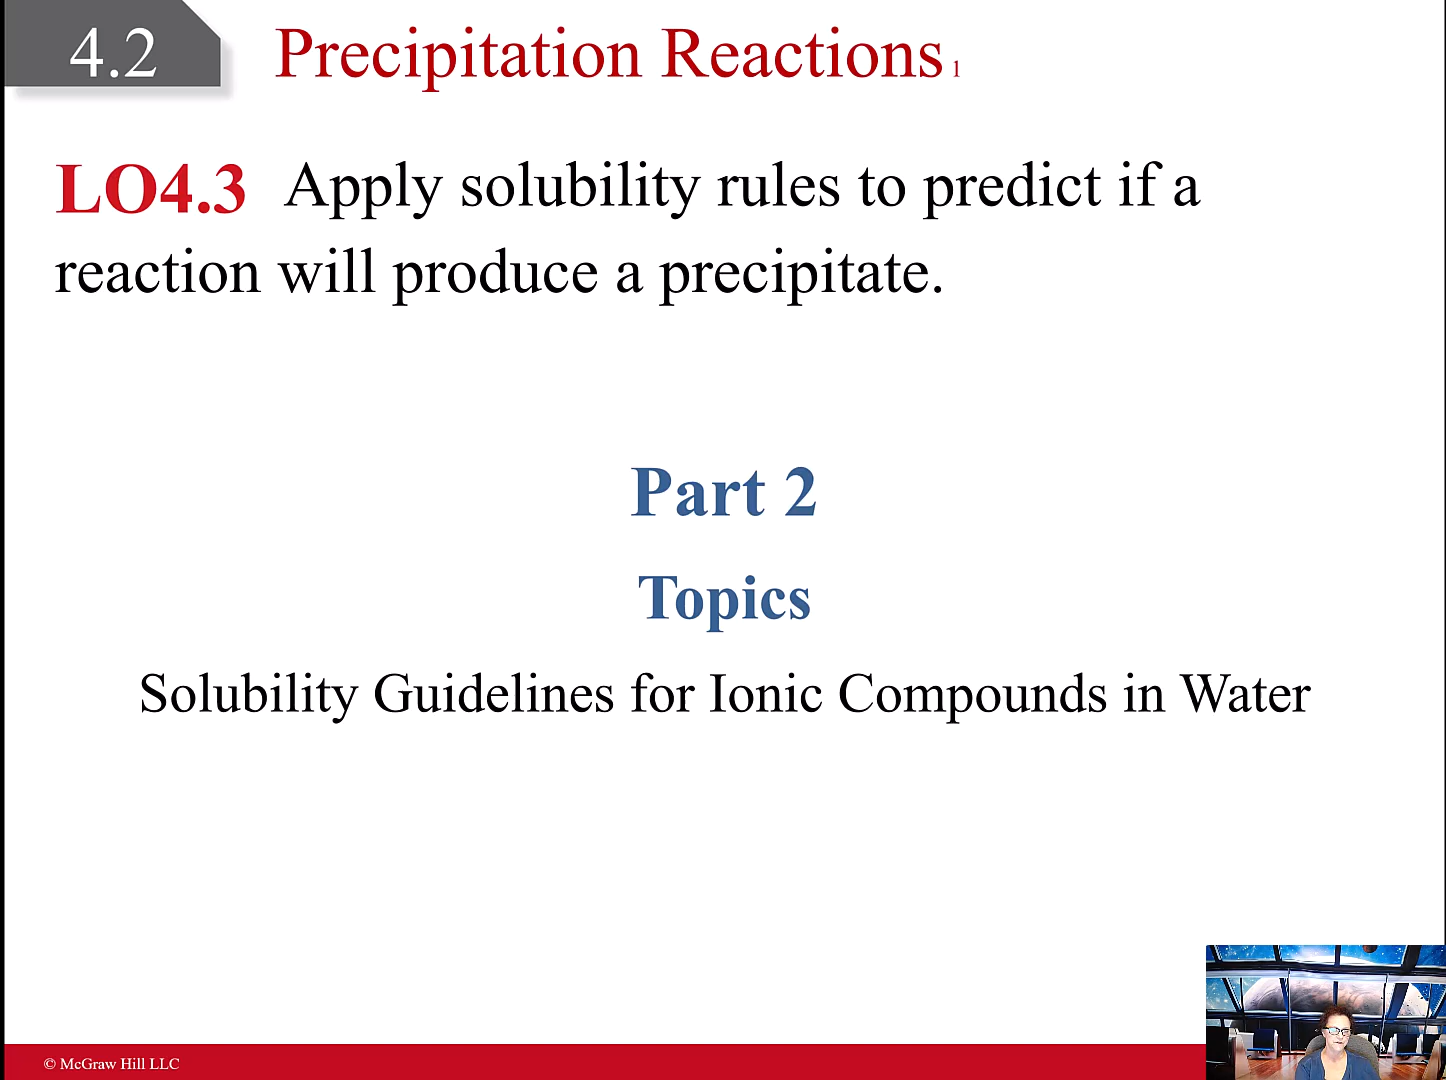 4.2
Precipitation Reactions 1
LO4.3 Apply solubility rules to predict if a
reaction will produce a precipitate.
Part 2
Topics
Solubility Guidelines for Ionic Compounds in Water
© McGraw Hill LLC